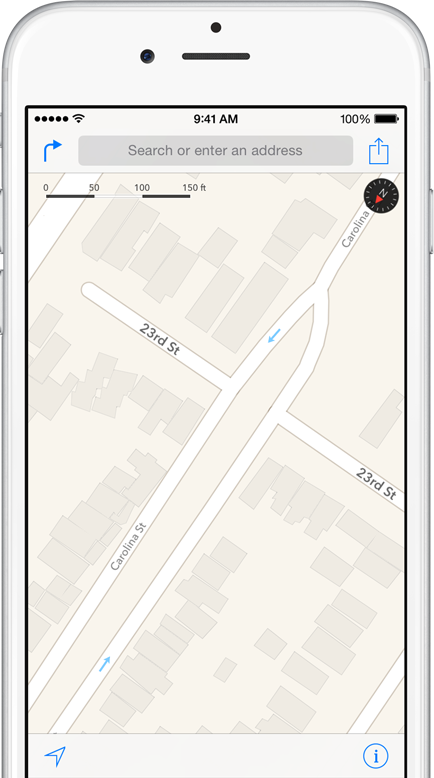 9:41 AM
100%
Search or enter an address
0 50 100 150 ft
N
Carolina
23rd St
23rd St
Carolina St